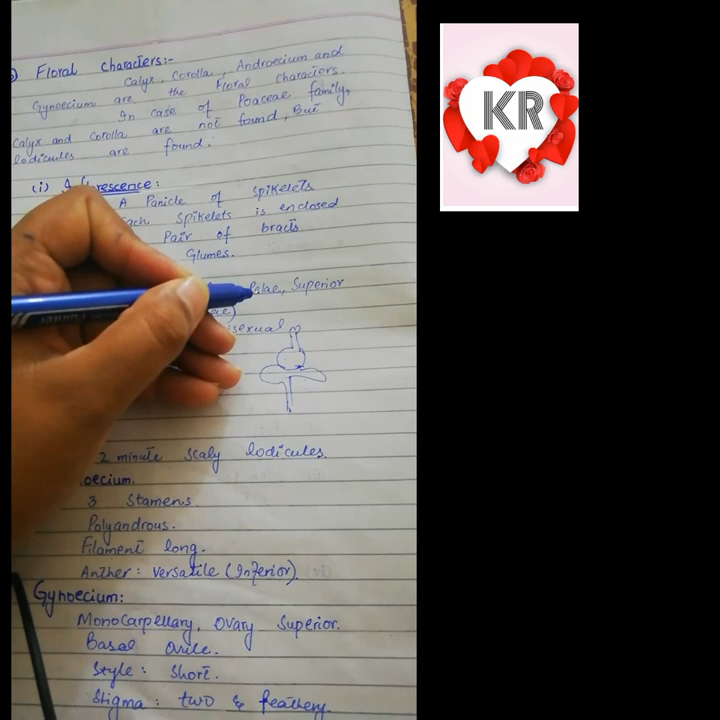 Floral Characters:-
Calyx, Corolla, Androecium and
Gynoecium are the Floral Characters.
In case of Poaceae family,
Calyx and Corolla are not found, But
lodicules are found.
(i)
A Panicle of Spikelets
Each Spikelets is enclosed
Pair of bracts
Glumes.
Superior
2 minute Scaly lodicules.
oecium.
3 Stamens.
Polyandrous.
Filament long.
Anther: Versatile (Inferior).
Gynoecium:
Monocarpellary, Ovary Superior.
Basal
Style: Short.
Stigma: two & feathery
KR